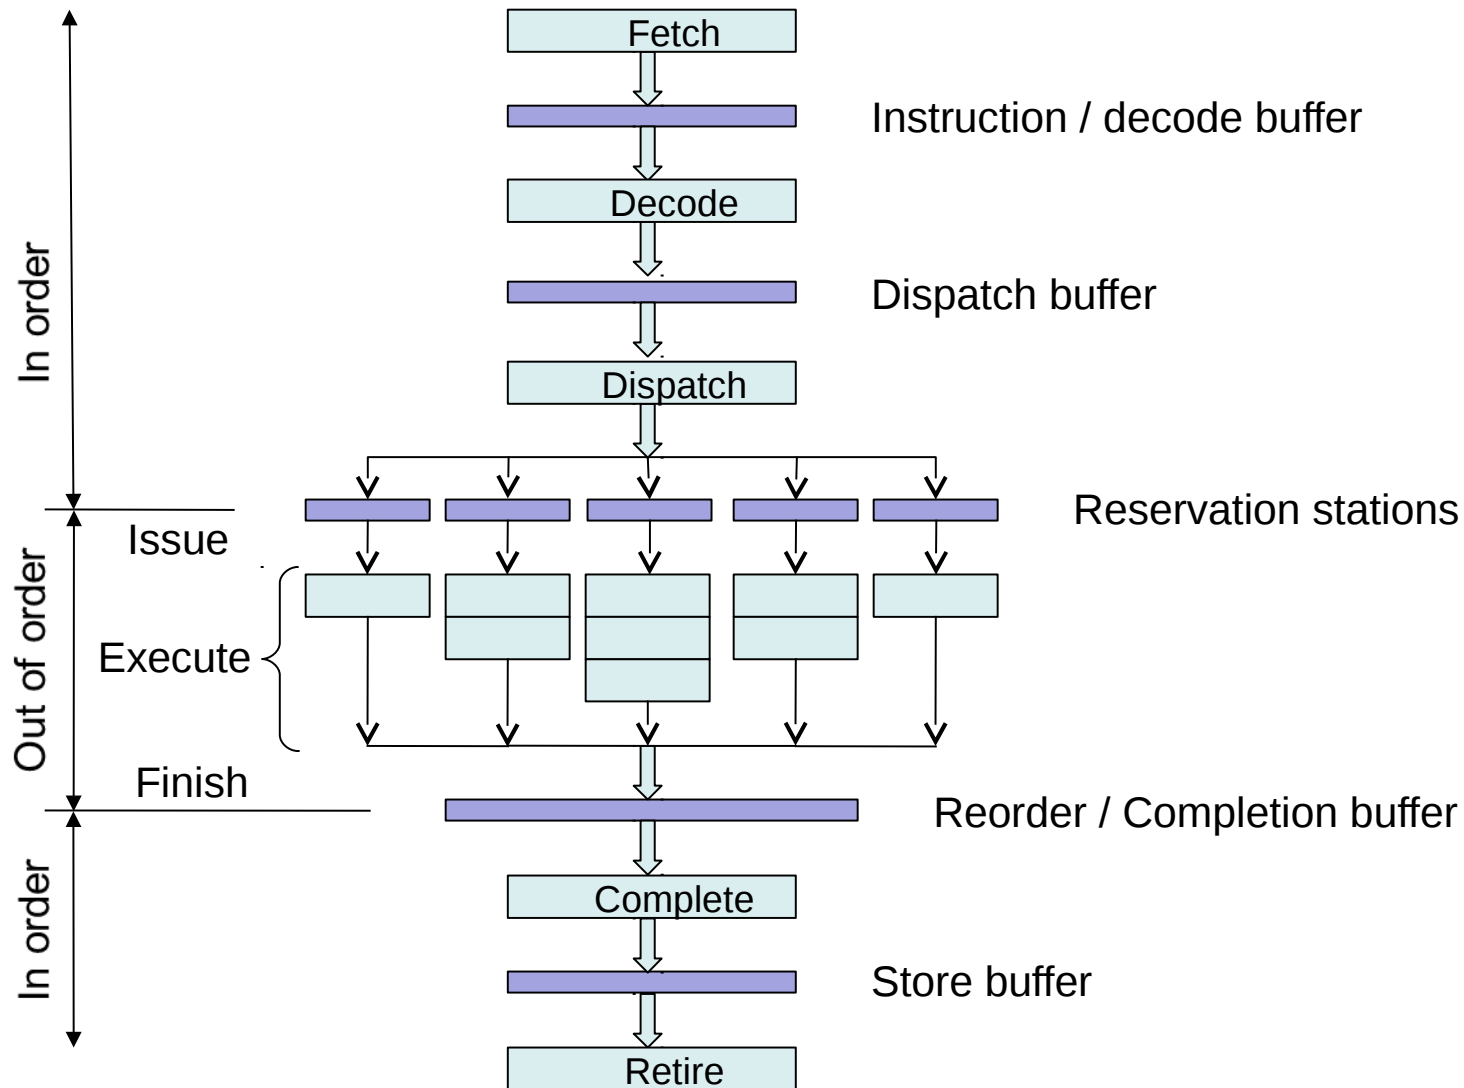 Fetch
Instruction / decode buffer
Decode
In order
Dispatch buffer
Dispatch
Reservation stations
Issue
Out of order
Execute
Finish
Reorder / Completion buffer
Complete
In order
Store buffer
Retire